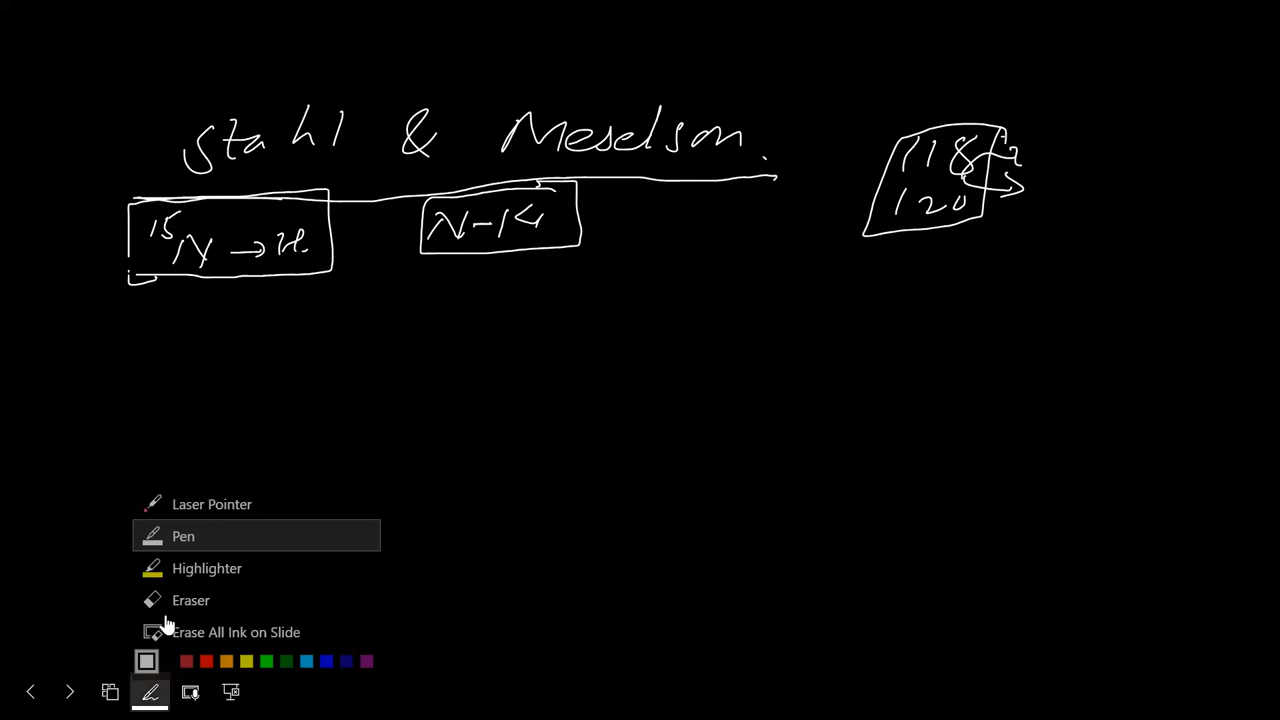 Stahl & Meselson.
15N → H.
N-14
118
120
Laser Pointer
Pen
Highlighter
Eraser
Erase All Ink on Slide